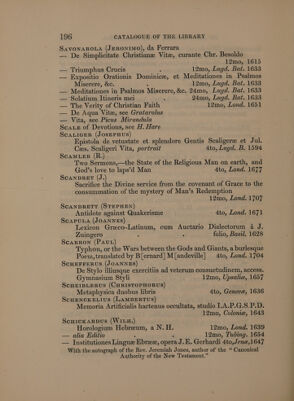 196 CATALOGUE OF THE LIBRARY
SAVONAROLA (JERONIMO), da Ferrara
— De Simplicitate Christianæ Vitæ, curante Chr. Besoldo
12mo, 1615
— Triumphus Crucis . 12mo, Lugd. Bat. 1633
— Expositio Orationis Dominicæ, et Meditationes in Psalmos
Miserere, &c. 12mo, Lugd. Bat. 1633
— Meditationes in Psalmos Miserere, &c. 24mo, Lugd. Bat. 1633
— Solatium Itineris mei . 24mo, Lugd. Bat. 1633
— The Verity of Christian Faith 12mo, Lond. 1651
— De Aqua Vitæ, see Gratarolus
— Vita, see Picus Mirandula
SCALE of Devotions, see H. Hare
SCALIGER (JOSEPHUS)
Epistola de vetustate et splendore Gentis Scaligeræ et Jul.
Cæs. Scaligeri Vita, portrait 4to, Lugd. B. 1594
SCAMLER (R.)
Two Sermons,—the State of the Religious Man on earth, and
God's love to laps'd Man 4to, Lond. 1677
SCANDRET (J.)
Sacrifice the Divine service from the covenant of Grace to the
consummation of the mystery of Man's Redemption
12mo, Lond. 1707
SCANDRETT (STEPHEN)
Antidote against Quakerisme 4to, Lond. 1671
SCAPULA (JOANNES)
Lexicon Græco-Latinum, cum Auctario Dialectorum à J.
Zuingero . folio, Basil. 1628
SCARRON (PAUL)
Typhon, or the Wars between the Gods and Giants, a burlesque
Poem, translated by B[ernard] M[andeville] 4to, Lond. 1704
SCHEFFERUS (JOANNES)
De Stylo illiusque exercitiis ad veterum consuetudinem, access.
Gymnasium Styli 12mo, Upsaliæ, 1657
SCHEIBLERUS (CHRISTOPHORUS)
Metaphysica duobus libris 4to, Genevæ, 1636
SCHENCKELIUS (LAMBERTUS)
Memoria Artificialis hactenus occultata, studio I.A.P.G.S.P.D.
12mo, Coloniæ, 1643
SCHICKARDUS (WILH.)
Horologium Hebræum, a N. H. 12mo, Lond. 1639
— alia Editio . 12mo, Tubing. 1654
— Institutiones Linguæ Ebrææ, opera J. E. Gerhardi 4to, Jenæ, 1647
With the autograph of the Rev. Jeremiah Jones, author of the “Canonical
Authority of the New Testament.”